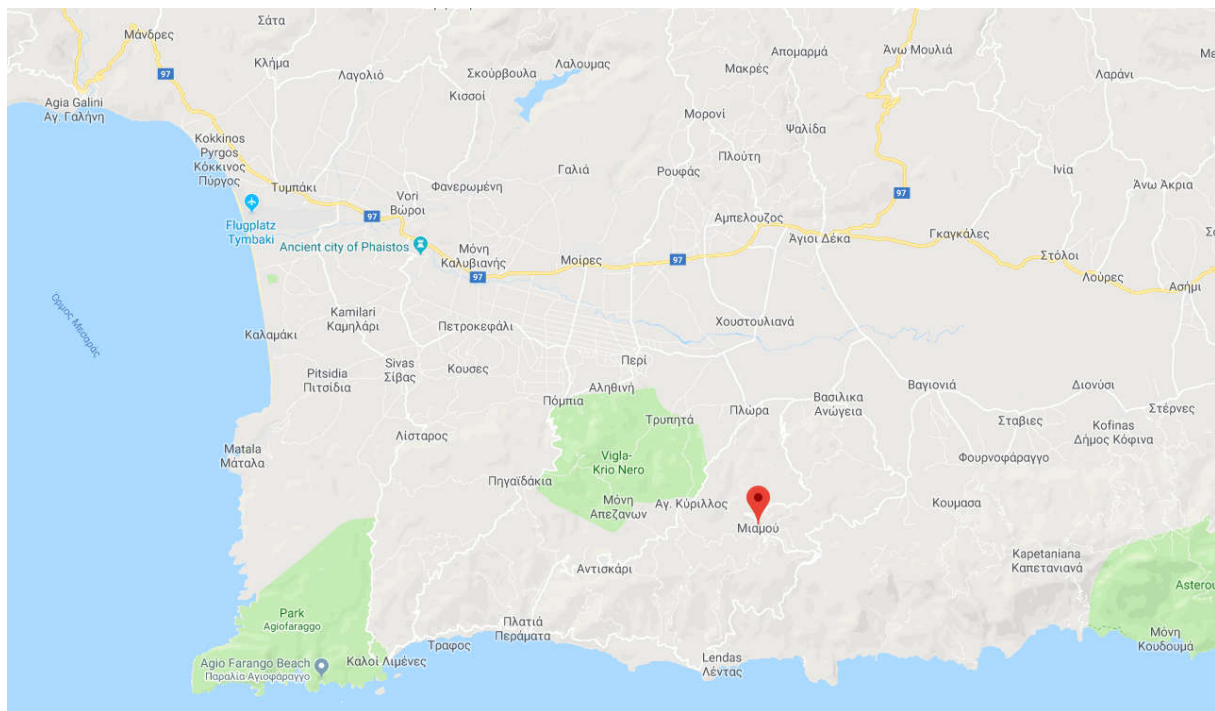 Σάτα
Μάνδρες
Κλήμα
Λαγολιό
Σκούρβουλα
Λαλουμας
Απομαρμά
Άνω Μουλιά
Μακρές
Λαράνι
Με
97
Κισσοί
Agia Galini
Αγ. Γαλήνη
Μορονί
Ψαλίδα
Kokkinos
Pyrgos
Κόκκινος
Πύργος
Πλούτη
Γαλιά
Ρουφάς
Ινία
Άνω Άκρια
Τυμπάκι
Φανερωμένη
Vori
Βώροι
97
97
Flugplatz
Tymbaki
Αμπελουζος
Άγιοι Δέκα
Γκαγκάλες
Ancient city of Phaistos
Μόνη
Καλυβιανής
Μοίρες
97
97
Στόλοι
Λούρες
Ασήμι
Όρμος Μεσαράς
Kamilari
Καμηλάρι
Καλαμάκι
Πετροκεφάλι
Χουστουλιανά
Pitsidia
Πιτσίδια
Sivas
Σίβας
Κουσες
Περί
Αληθινή
Πόμπια
Τρυπητά
Πλώρα
Βασιλικα
Ανώγεια
Βαγιονιά
Διονύσι
Στέρνες
Σταβιες
Kofinas
Δήμος Κόφινα
Λίσταρος
Matala
Μάταλα
Vigla-
Krio Nero
Φουρνοφάραγγο
Πηγαϊδάκια
Μόνη
Απεζανων
Αγ. Κύριλλος
Κουμασα
Μιαμού
Αντισκάρι
Kapetaniana
Καπετανιανά
Asterou
Park
Agiofaraggo
Πλατιά
Περάματα
Τραφος
Μόνη
Κουδουμά
Agio Farango Beach
Παραλία Αγιοφάραγγο
Καλοί Λιμένες
Lendas
Λέντας